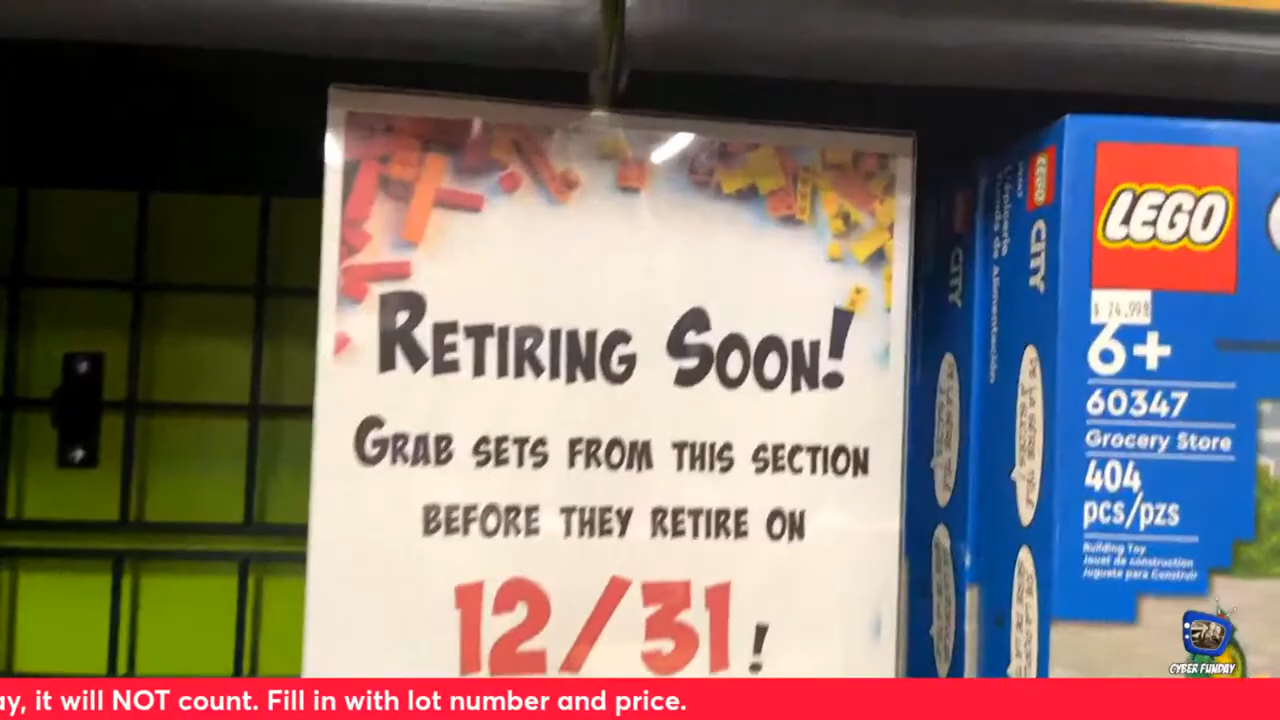 RETIRING SOON!
GRAB SETS FROM THIS SECTION
BEFORE THEY RETIRE ON
12/31!
LEGO
CITY
CITY
LEGO
6+
60347
Grocery Store
404
pcs/pzs
Building Toy
Jouet de construction
Juguete para Construir
CYBER FUNDAY
ay, it will NOT count. Fill in with lot number and price.